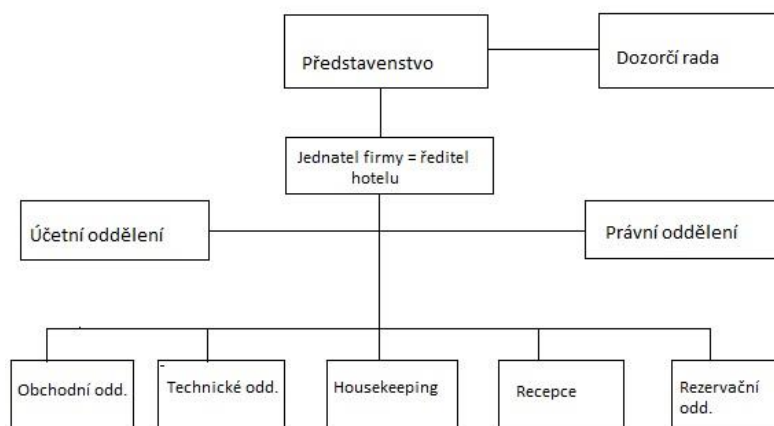 Představenstvo
Dozorčí rada
Jednatel firmy = ředitel
hotelu
Účetní oddělení
Právní oddělení
Obchodní odd.
Technické odd.
Housekeeping
Recepce
Rezervační
odd.